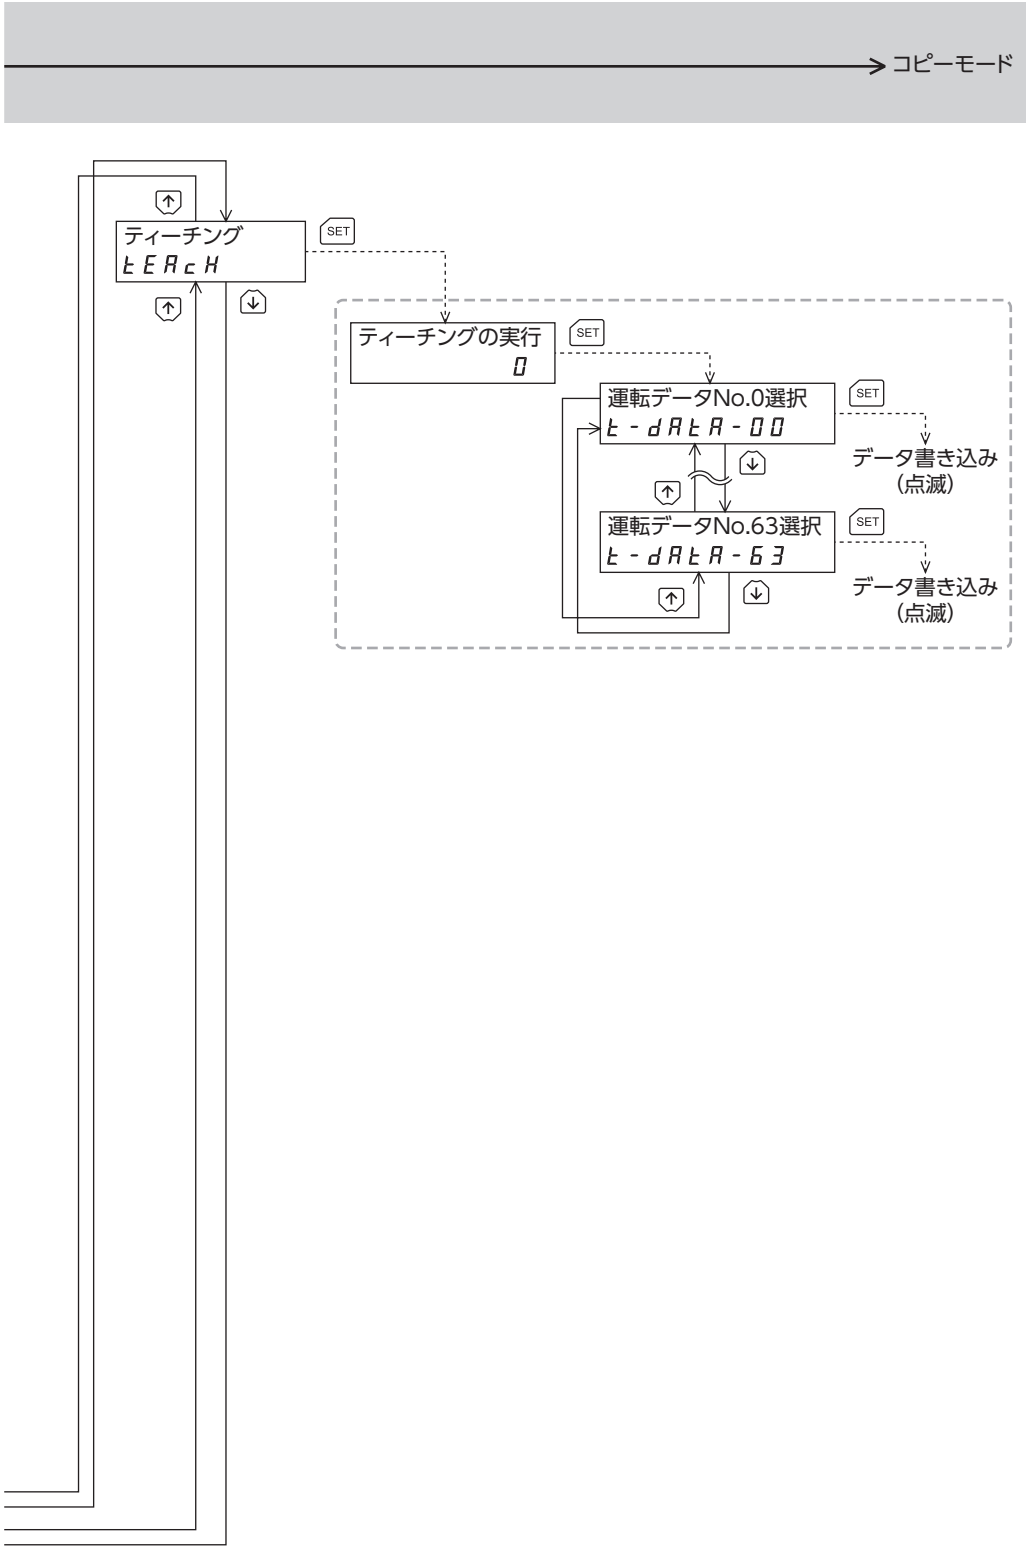 コピーモード
↑
ティーチング
tEAcH
SET
↑
↓
ティーチングの実行
0
SET
運転データNo.0選択
t-dAtA-00
SET
データ書き込み
(点滅)
↓
↑
運転データNo.63選択
t-dAtA-63
SET
データ書き込み
(点滅)
↑
↓